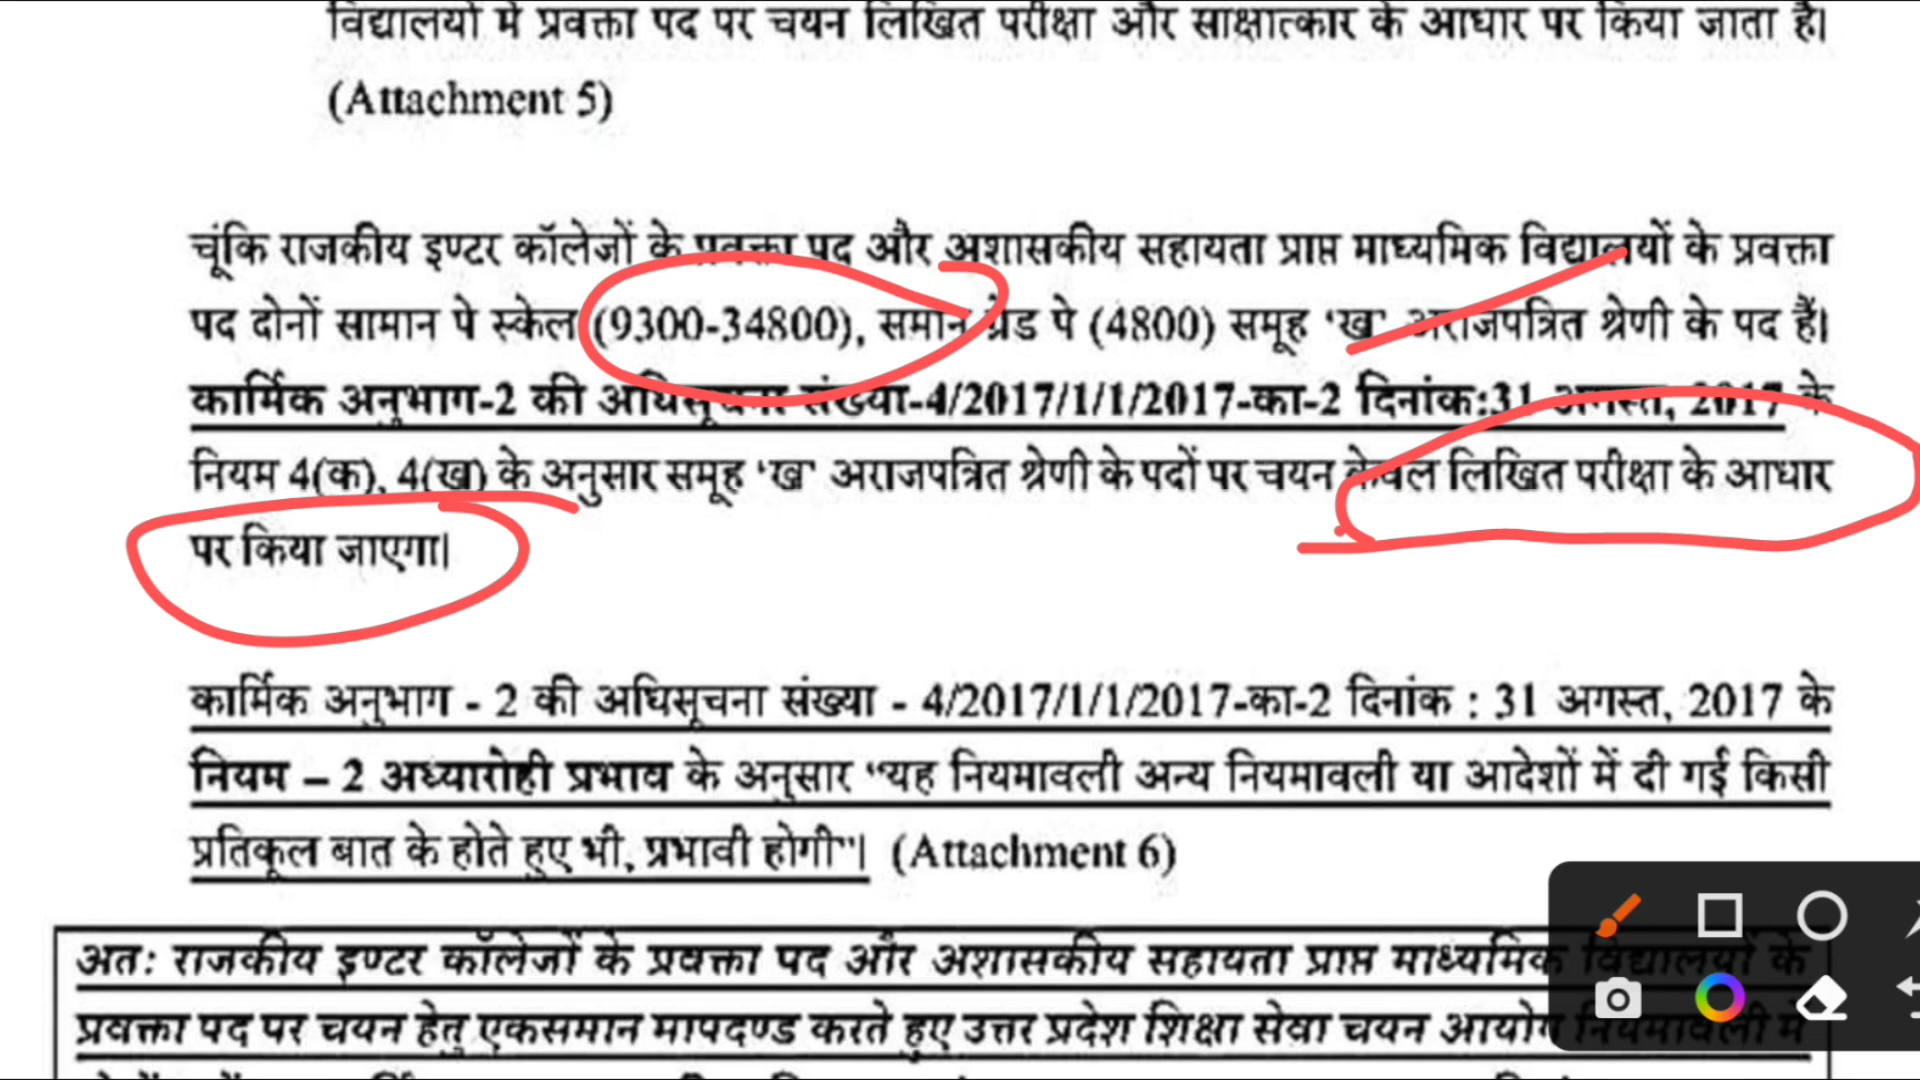 विद्यालयों में प्रवक्ता पद पर चयन लिखित परीक्षा और साक्षात्कार के आधार पर किया जाता है।
(Attachment 5)
चूंकि राजकीय इण्टर कॉलेजों के प्रवक्ता पद और अशासकीय सहायता प्राप्त माध्यमिक विद्यालयों के प्रवक्ता
पद दोनों सामान पे स्केल (9300-34800), समान ग्रेड पे (4800) समूह 'ख' अराजपत्रित श्रेणी के पद हैं।
कार्मिक अनुभाग-2 की अधिसूचना संख्या-4/2017/1/1/2017-का-2 दिनांक:31 अगस्त, 2017 के
नियम 4(क), 4(ख) के अनुसार समूह 'ख' अराजपत्रित श्रेणी के पदों पर चयन केवल लिखित परीक्षा के आधार
पर किया जाएगा।
कार्मिक अनुभाग - 2 की अधिसूचना संख्या - 4/2017/1/1/2017-का-2 दिनांक : 31 अगस्त, 2017 के
नियम – 2 अध्यारोही प्रभाव के अनुसार "यह नियमावली अन्य नियमावली या आदेशों में दी गई किसी
प्रतिकूल बात के होते हुए भी, प्रभावी होगी"। (Attachment 6)
अतः राजकीय इण्टर कॉलेजों के प्रवक्ता पद और अशासकीय सहायता प्राप्त माध्यमिक विद्यालयों के
प्रवक्ता पद पर चयन हेतु एकसमान मापदण्ड करते हुए उत्तर प्रदेश शिक्षा सेवा चयन आयोग नियमावली में